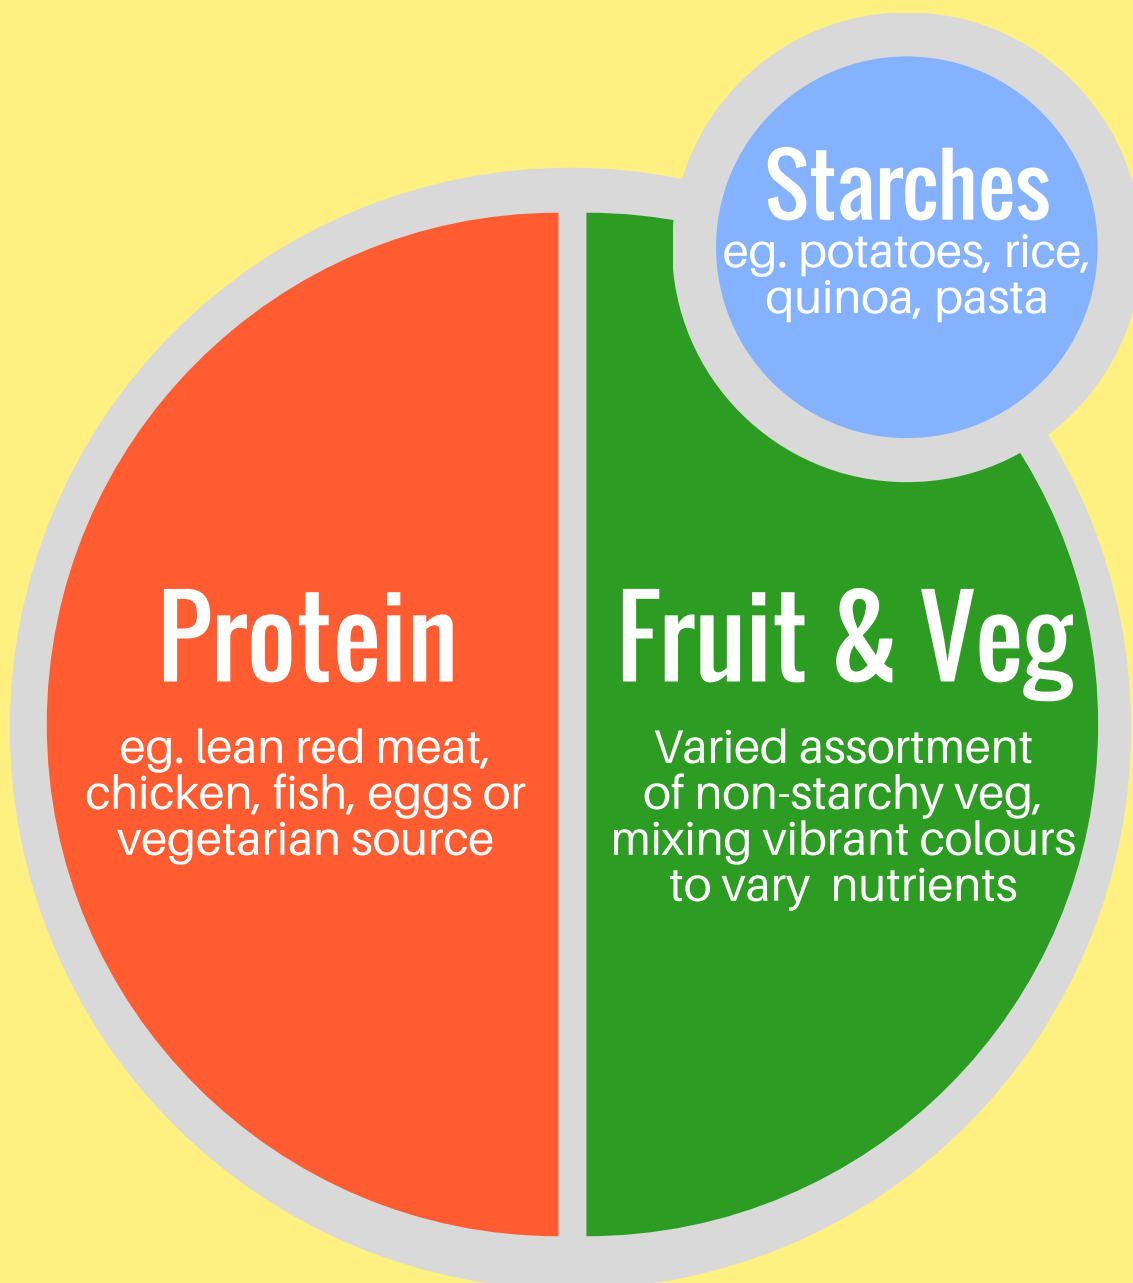 Starches
eg. potatoes, rice,
quinoa, pasta
Protein
eg. lean red meat,
chicken, fish, eggs or
vegetarian source
Fruit & Veg
Varied assortment
of non-starchy veg,
mixing vibrant colours
to vary  nutrients